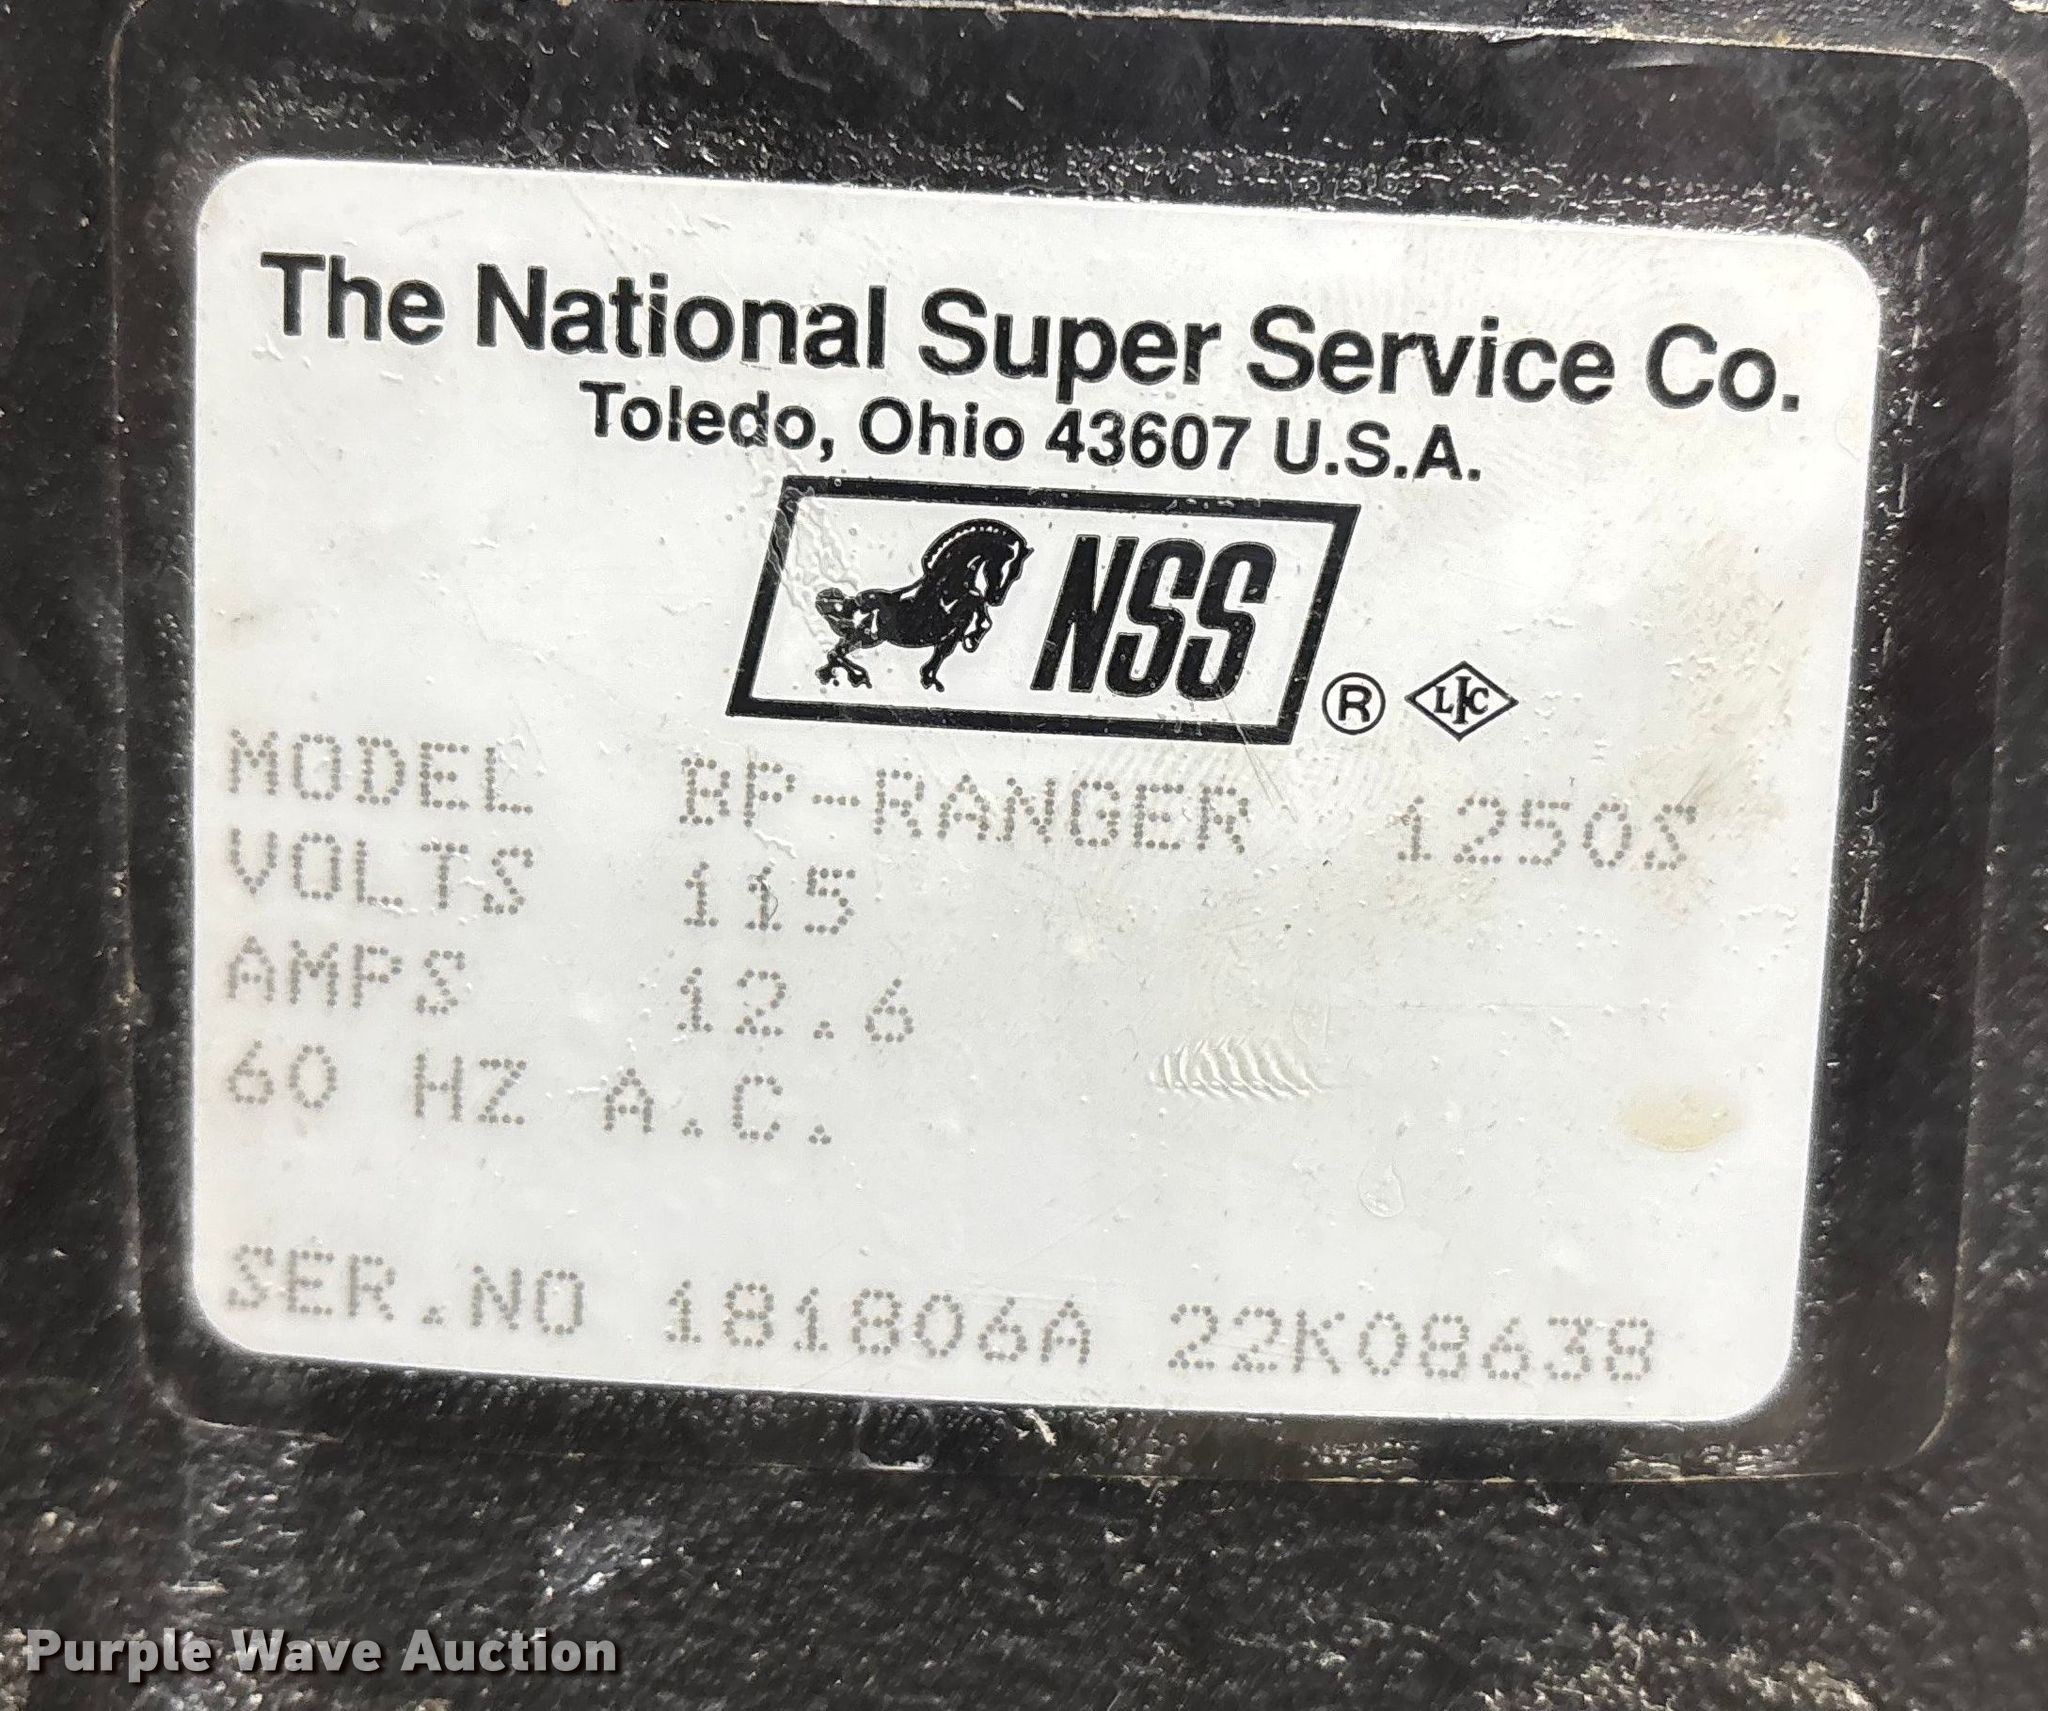 The National Super Service Co.
Toledo, Ohio 43607 U.S.A.
NSS ®
MODEL BP-RANGER 1250S
VOLTS 115
AMPS 12.6
60 HZ A.C.
SER.NO 181806A 22K08638
Purple Wave Auction